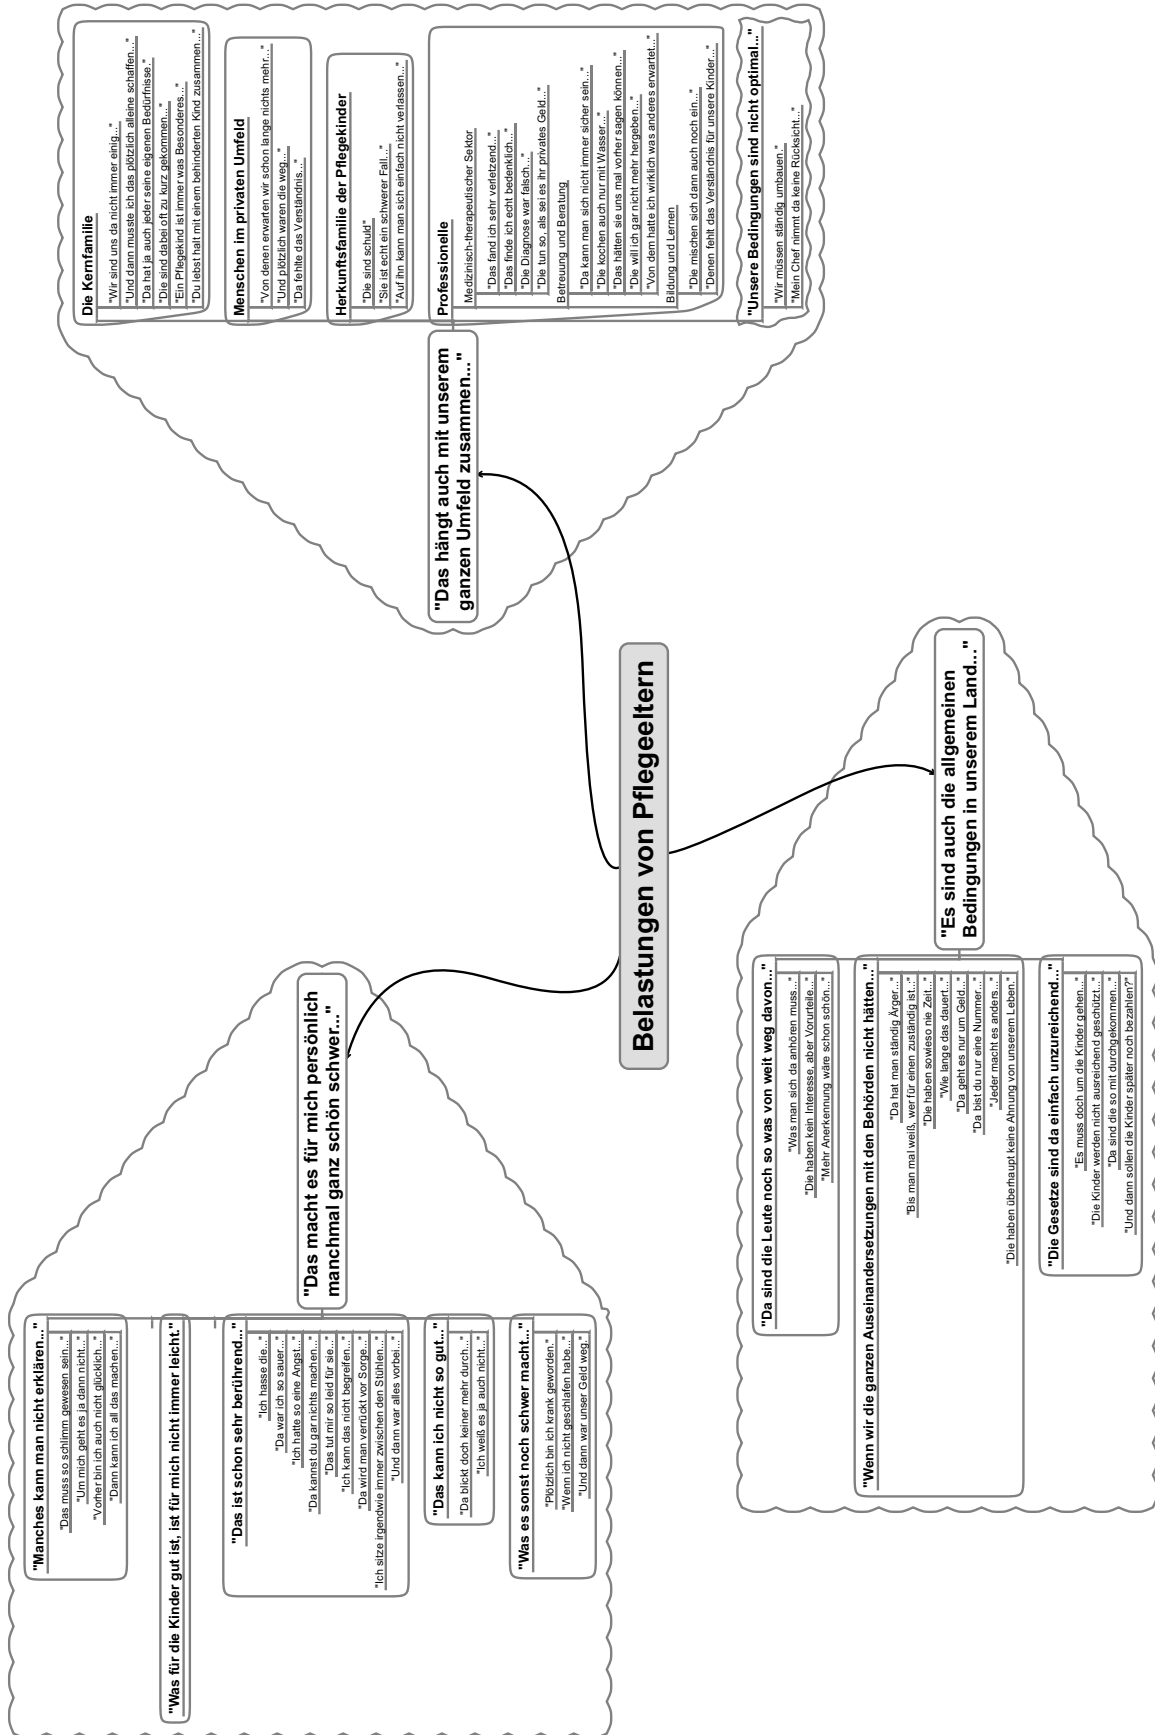 Belastungen von Pflegeeltern
"Das macht es für mich persönlich
manchmal ganz schön schwer..."
"Manches kann man nicht erklären..."
"Das muss so schlimm gewesen sein..."
"Um mich geht es ja dann nicht..."
"Vorher bin ich auch nicht glücklich...
"Dann kann ich all das machen..."
"Was für die Kinder gut ist, ist für mich nicht immer leicht."
"Das ist schon sehr berührend..."
"Ich hasse die..."
"Da war ich so sauer..."
"Ich hatte so eine Angst..."
"Da kannst du gar nichts machen..."
"Das tut mir so leid für sie..."
"Ich kann das nicht begreifen..."
"Da wird man verrückt vor Sorge..."
"Ich sitze irgendwie immer zwischen den Stühlen..."
"Und dann war alles vorbei..."
"Das kann ich nicht so gut..."
"Da blickt doch keiner mehr durch..."
"Ich weiß es ja auch nicht..."
"Was es sonst noch schwer macht..."
"Plötzlich bin ich krank geworden."
"Wenn ich nicht geschlafen habe..."
"Und dann war unser Geld weg."
"Das hängt auch mit unserem
ganzen Umfeld zusammen..."
Die Kernfamilie
"Wir sind uns da nicht immer einig..."
"Und dann musste ich das plötzlich alleine schaffen..."
"Da hat ja auch jeder seine eigenen Bedürfnisse.
"Die sind dabei oft zu kurz gekommen..."
"Ein Pflegekind ist immer was Besonderes..."
"Du lebst halt mit einem behinderten Kind zusammen..."
Menschen im privaten Umfeld
"Von denen erwarten wir schon lange nichts mehr..."
"Und plötzlich waren die weg..."
"Da fehlte das Verständnis..."
Herkunftsfamilie der Pflegekinder
"Die sind schuld"
"Sie ist echt ein schwerer Fall..."
"Auf ihn kann man sich einfach nicht verlassen..."
Professionelle
Medizinisch-therapeutischer Sektor
"Das fand ich sehr verletzend..."
"Das finde ich echt bedenklich..."
"Die Diagnose war falsch..."
"Die tun so, als sei es ihr privates Geld..."
Betreuung und Beratung
"Da kann man sich nicht immer sicher sein..."
"Die kochen auch nur mit Wasser..."
"Das hätten sie uns mal vorher sagen können..."
"Die will ich gar nicht mehr hergeben..."
"Von dem hatte ich wirklich was anderes erwartet..."
Bildung und Lernen
"Die mischen sich dann auch noch ein..."
"Denen fehlt das Verständnis für unsere Kinder..."
"Unsere Bedingungen sind nicht optimal..."
"Wir müssen ständig umbauen."
"Mein Chef nimmt da keine Rücksicht..."
"Es sind auch die allgemeinen
Bedingungen in unserem Land..."
"Da sind die Leute noch so was von weit weg davon..."
"Was man sich da anhören muss..."
"Die haben kein Interesse, aber Vorurteile..."
"Mehr Anerkennung wäre schon schön..."
"Wenn wir die ganzen Auseinandersetzungen mit den Behörden nicht hätten..."
"Da hat man ständig Ärger..."
"Bis man mal weiß, wer für einen zuständig ist..."
"Die haben sowieso nie Zeit...
"Wie lange das dauert..."
"Da geht es nur um Geld..."
"Da bist du nur eine Nummer..."
"Jeder macht es anders..."
"Die haben überhaupt keine Ahnung von unserem Leben."
"Die Gesetze sind da einfach unzureichend..."
"Es muss doch um die Kinder gehen..."
"Die Kinder werden nicht ausreichend geschützt..."
"Da sind die so mit durchgekommen..."
"Und dann sollen die Kinder später noch bezahlen?"